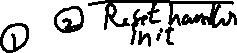 ① ② Reset handler
init